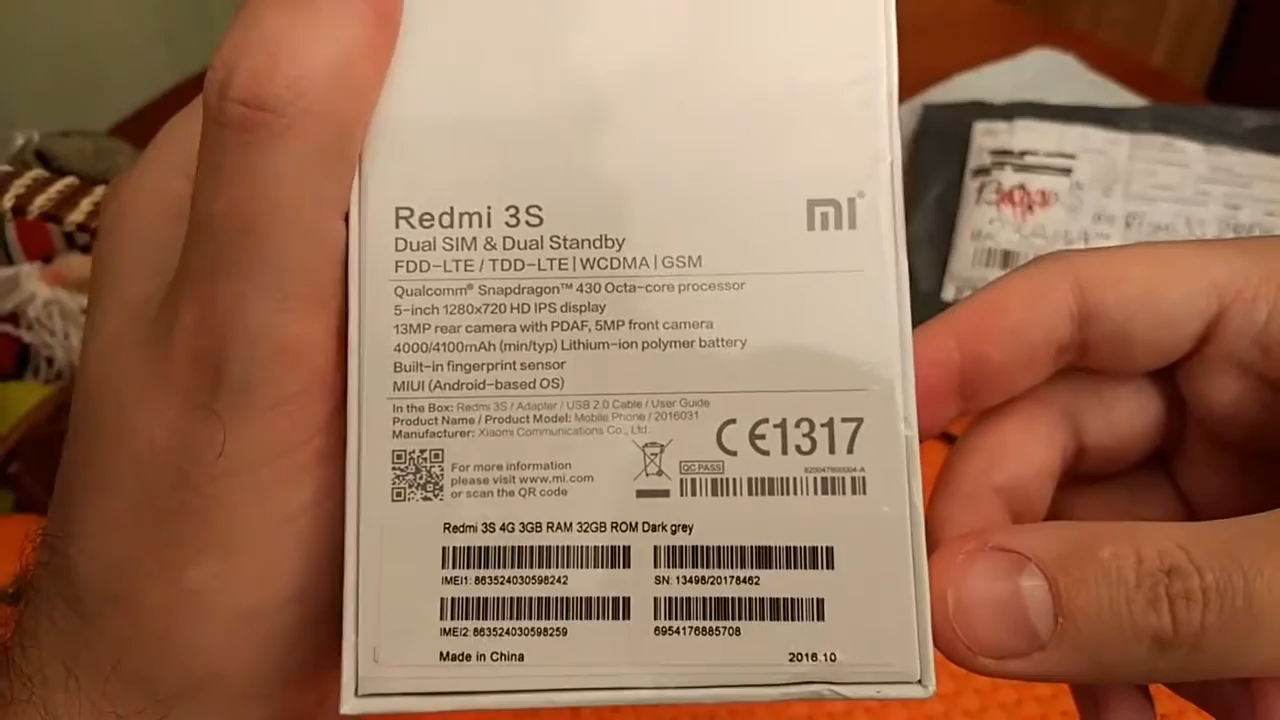 Redmi 3S
mi®
Dual SIM & Dual Standby
FDD-LTE / TDD-LTE | WCDMA | GSM
Qualcomm® Snapdragon™ 430 Octa-core processor
5-inch 1280x720 HD IPS display
13MP rear camera with PDAF, 5MP front camera
4000/4100mAh (min/typ) Lithium-ion polymer battery
Built-in fingerprint sensor
MIUI (Android-based OS)
In the Box: Redmi 3S / Adapter / USB 2.0 Cable / User Guide
Product Name / Product Model: Mobile Phone / 2016031
Manufacturer: Xiaomi Communications Co., Ltd.
CE1317
For more information
please visit www.mi.com
or scan the QR code
QC PASS
Redmi 3S 4G 3GB RAM 32GB ROM Dark grey
IMEI1: 863524030598242
SN: 13498/20178462
IMEI2: 863524030598259
6954176885708
Made in China
2016.10